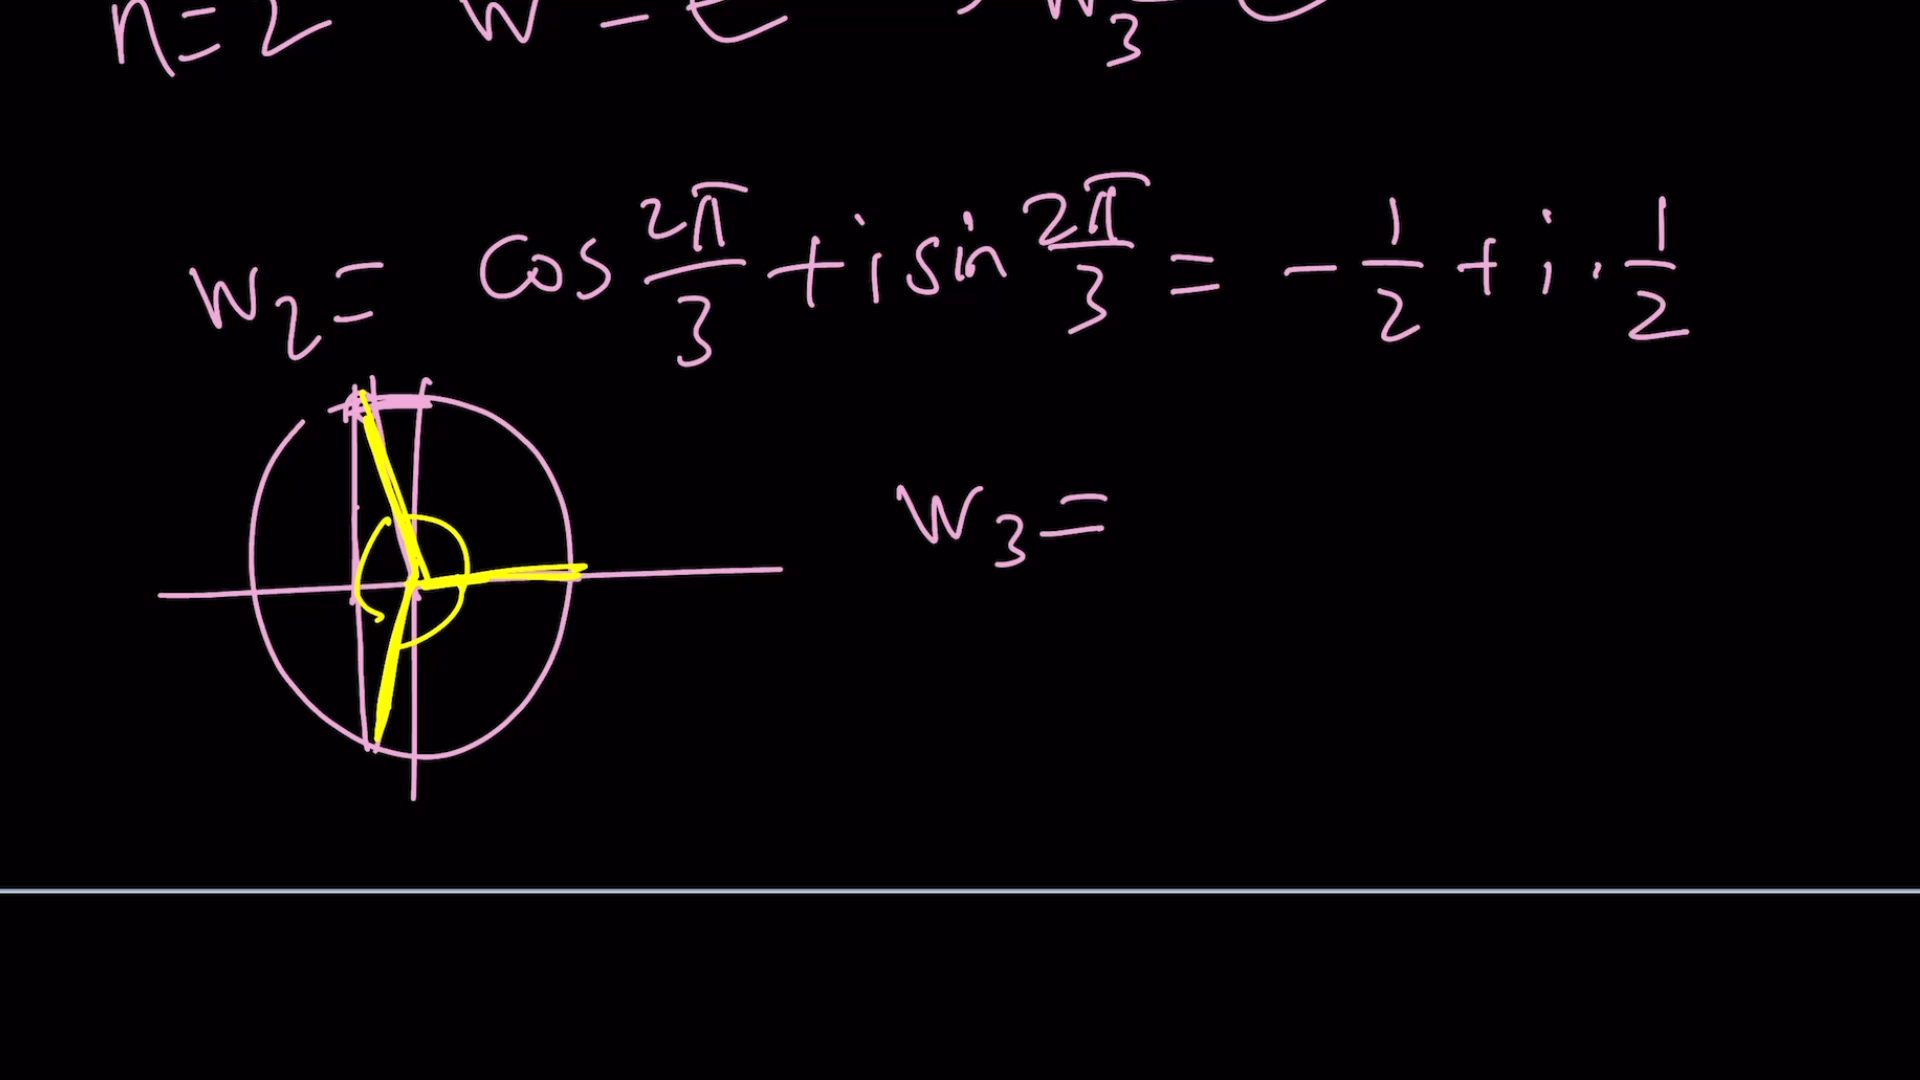 n=2 w =
w₂ = cos 2π/3 + i sin 2π/3 = - 1/2 + i · 1/2
w₃ =